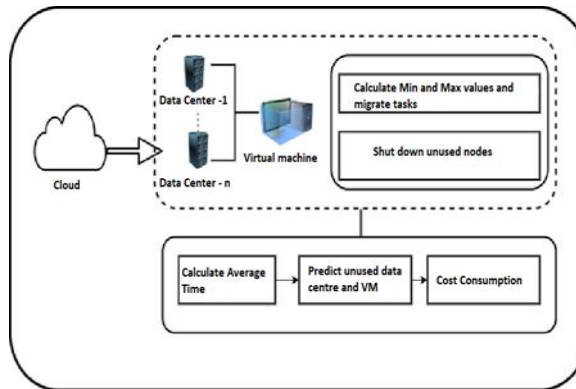 Data Center -1
Data Center - n
Cloud
Virtual machine
Calculate Min and Max values and
migrate tasks
Shut down unused nodes
Calculate Average
Time
Predict unused data
centre and VM
Cost Consumption